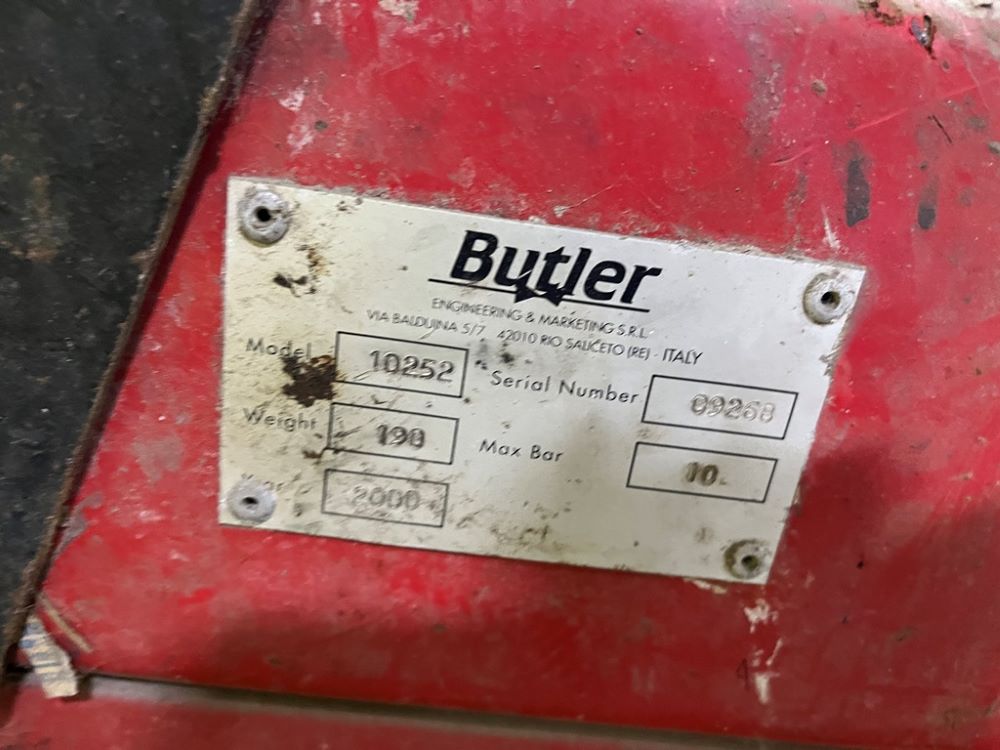 Butler
ENGINEERING & MARKETING S.R.L.
VIA BALDUINA 5/7 42010 RIO SALICETO (RE) - ITALY
Model 10252 Serial Number 09268
Weight 190 Max Bar 10
Year 2000